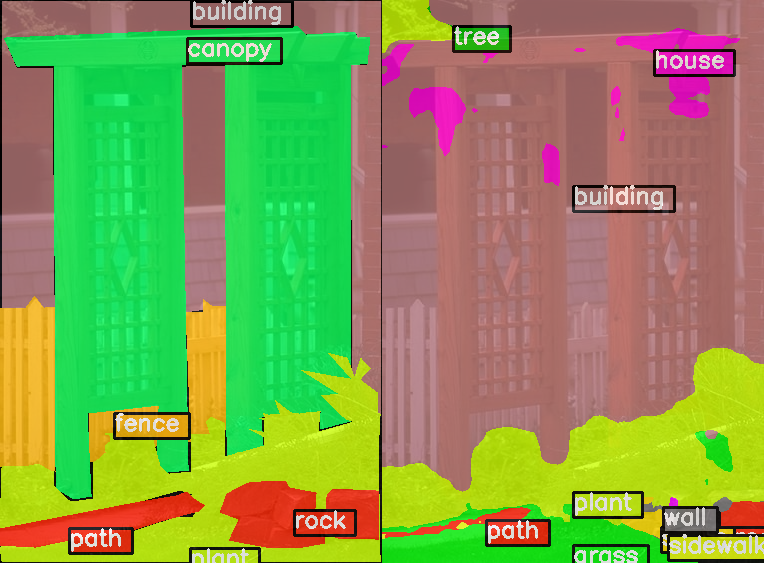 building
canopy
fence
path
rock
plant
tree
house
building
plant
path
wall
sidewalk
grass